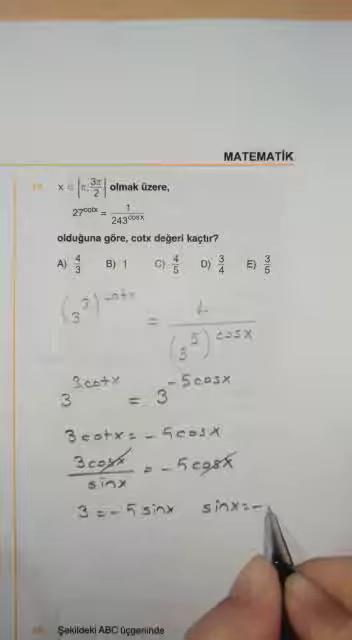 MATEMATİK
x ∈ [π, 3π/2] olmak üzere,
27^cotx = 1/243^cosx
olduğuna göre, cotx değeri kaçtır?
A) 4/3 B) 1 C) 4/5 D) 3/4 E) 3/5
(3^3)^cotx = 1/(3^5)^cosx
3^3cotx = 3^-5cosx
3cotx = -5cosx
3cosx/sinx = -5cosx
3 = -5sinx sinx = -
Şekildeki ABC üçgeninde